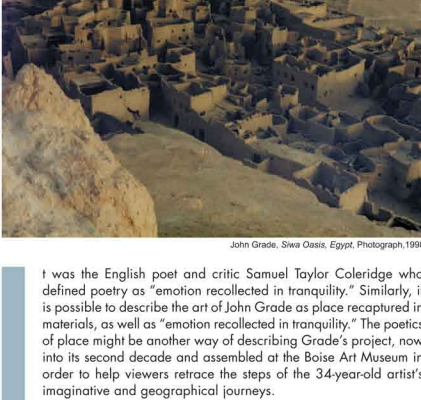 John Grade, Siwa Oasis, Egypt, Photograph,199
t was the English poet and critic Samuel Taylor Coleridge who
defined poetry as “emotion recollected in tranquility.” Similarly, i
is possible to describe the art of John Grade as place recaptured in
materials, as well as “emotion recollected in tranquility.” The poetics
of place might be another way of describing Grade’s project, now
into its second decade and assembled at the Boise Art Museum in
order to help viewers retrace the steps of the 34-year-old artist’s
imaginative and geographical journeys.